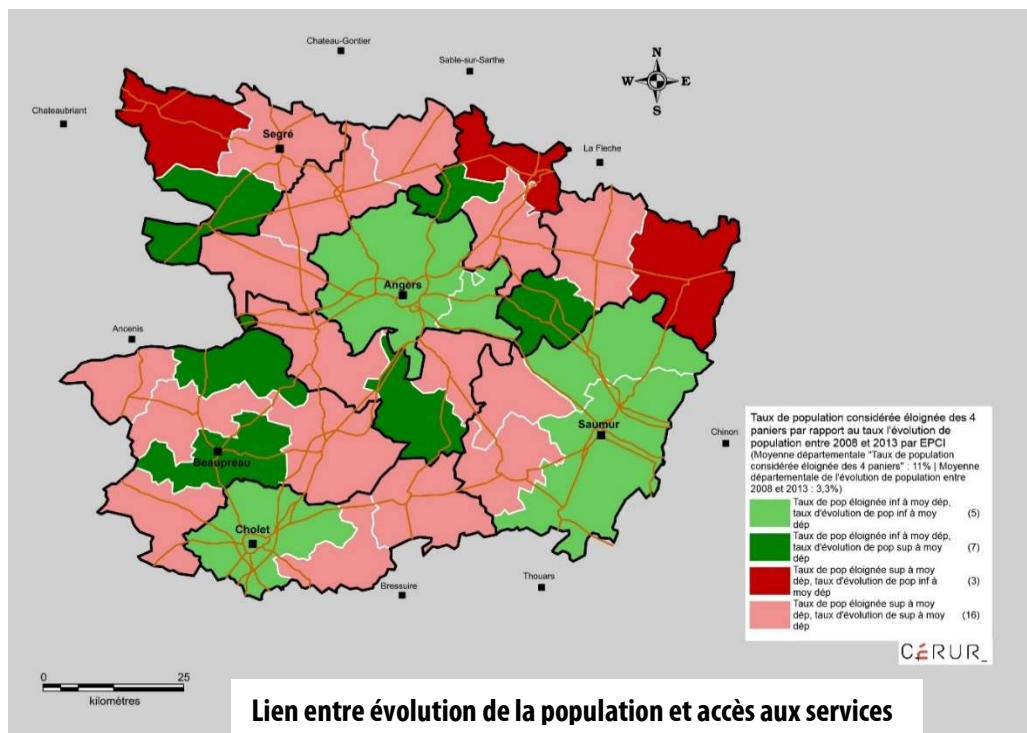 Chateau-Gontier
Sable-sur-Sarthe
N
W E
S
Chateaubriant
Segré
La Fleche
Angers
Ancenis
Saumur
Chinon
Beaupréau
Cholet
Thouars
Bressuire
Taux de population considérée éloignée des 4
paniers par rapport au taux l'évolution de
population entre 2008 et 2013 par EPCI
(Moyenne départementale "Taux de population
considérée éloignée des 4 paniers" : 11% | Moyenne
départementale de l'évolution de population entre
2008 et 2013 : 3,3%)
Taux de pop éloignée inf à moy dép,
taux d'évolution de pop inf à moy (5)
dép
Taux de pop éloignée inf à moy dép,
taux d'évolution de pop sup à moy (7)
dép
Taux de pop éloignée sup à moy
dép, taux d'évolution de pop inf à (3)
moy dép
Taux de pop éloignée sup à moy
dép, taux d'évolution de sup à moy (16)
dép
CÉRUR_
0 25
kilomètres
Lien entre évolution de la population et accès aux services